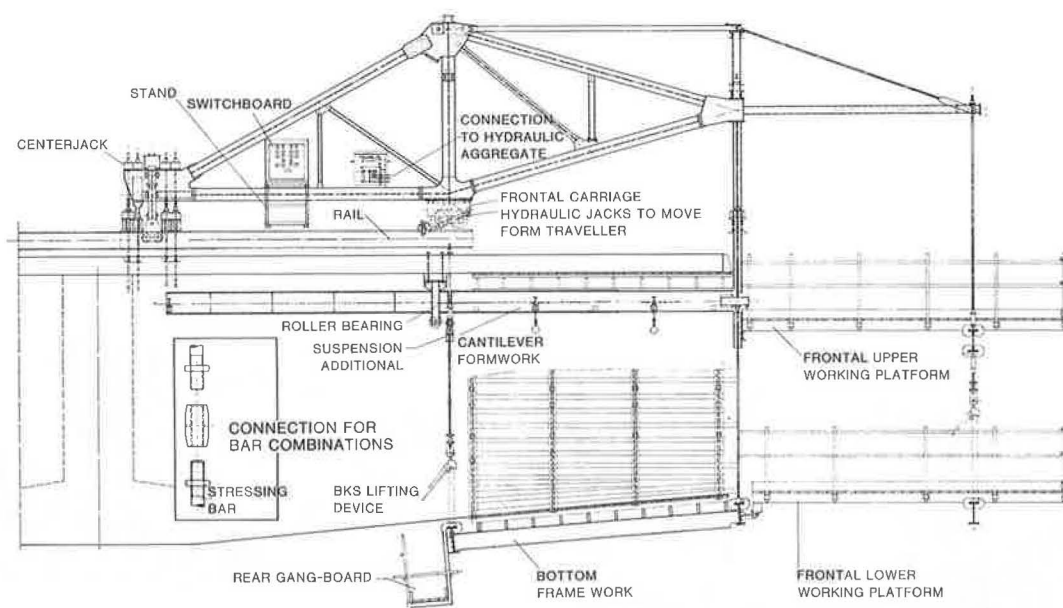 STAND
SWITCHBOARD
CENTERJACK
CONNECTION
TO HYDRAULIC
AGGREGATE
FRONTAL CARRIAGE
HYDRAULIC JACKS TO MOVE
FORM TRAVELLER
RAIL
ROLLER BEARING
SUSPENSION
ADDITIONAL
CANTILEVER
FORMWORK
FRONTAL UPPER
WORKING PLATFORM
CONNECTION FOR
BAR COMBINATIONS
STRESSING
BAR
BKS LIFTING
DEVICE
REAR GANG-BOARD
BOTTOM
FRAME WORK
FRONTAL LOWER
WORKING PLATFORM